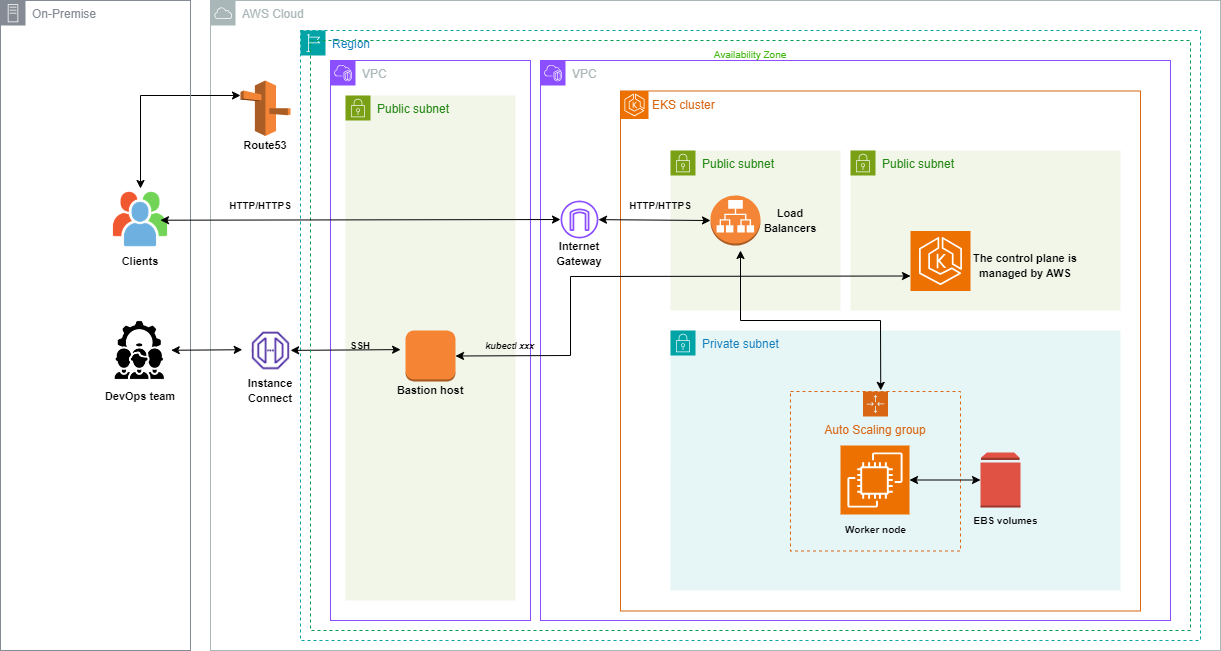 On-Premise
AWS Cloud
Region
Availability Zone
VPC
VPC
Public subnet
EKS cluster
Route53
Public subnet
Public subnet
HTTP/HTTPS
HTTP/HTTPS
Load
Balancers
Clients
Internet
Gateway
The control plane is
managed by AWS
SSH
kubectl xxx
Private subnet
Instance
Connect
Bastion host
DevOps team
Auto Scaling group
Worker node
EBS volumes